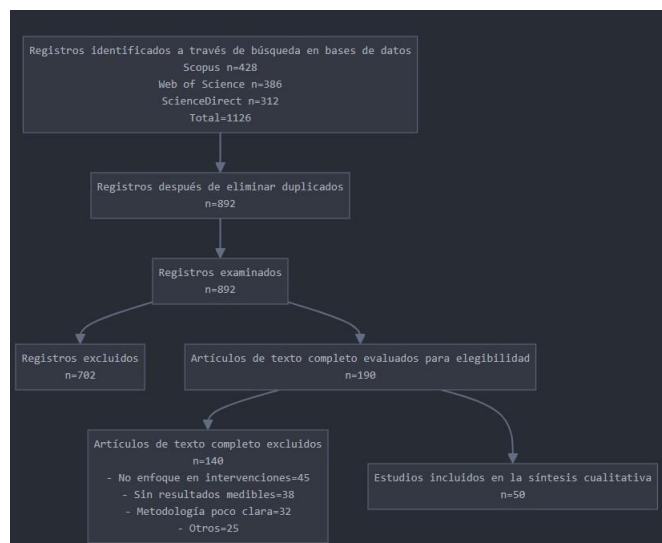 Registros identificados a través de búsqueda en bases de datos
Scopus n=428
Web of Science n=386
ScienceDirect n=312
Total=1126
Registros después de eliminar duplicados
n=892
Registros examinados
n=892
Registros excluidos
n=702
Artículos de texto completo evaluados para elegibilidad
n=190
Artículos de texto completo excluidos
n=140
- No enfoque en intervenciones=45
- Sin resultados medibles=38
- Metodología poco clara=32
- Otros=25
Estudios incluidos en la síntesis cualitativa
n=50